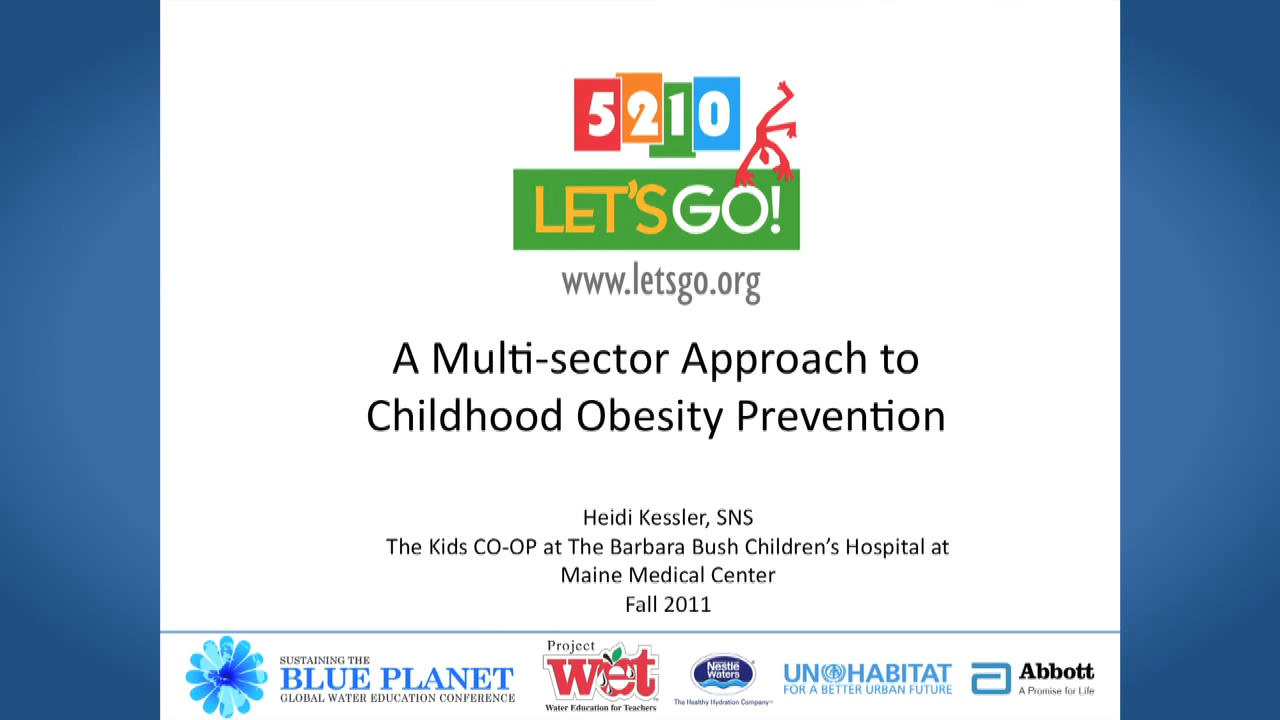 5210
LET'S GO!
www.letsgo.org
A Multi-sector Approach to
Childhood Obesity Prevention
Heidi Kessler, SNS
The Kids CO-OP at The Barbara Bush Children's Hospital at
Maine Medical Center
Fall 2011
SUSTAINING THE
BLUE PLANET
GLOBAL WATER EDUCATION CONFERENCE
Project
WET
Water Education for Teachers
Nestlé
Waters
The Healthy Hydration Company™
UN HABITAT
FOR A BETTER URBAN FUTURE
Abbott
A Promise for Life